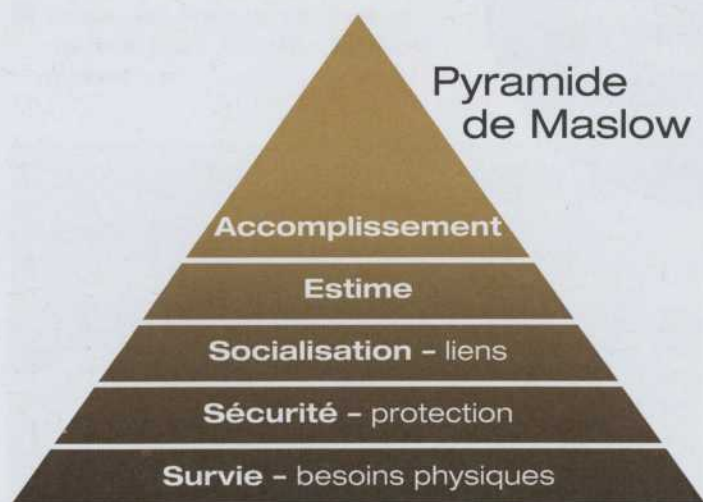 Pyramide
de Maslow
Accomplissement
Estime
Socialisation – liens
Sécurité – protection
Survie – besoins physiques